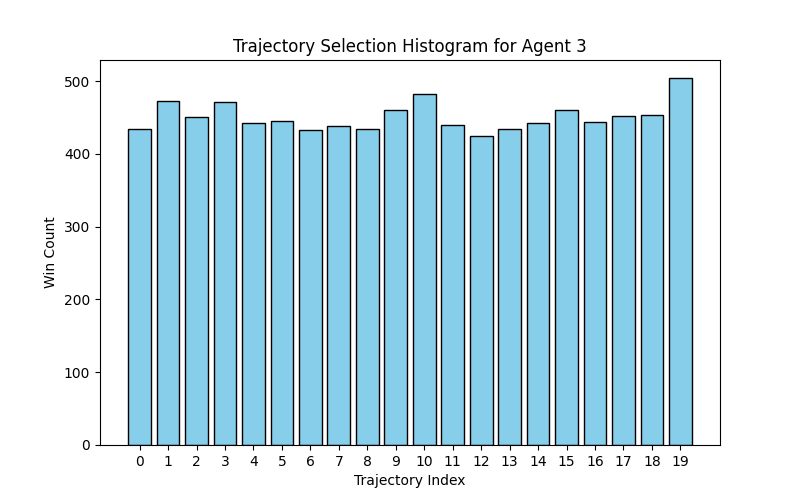 Trajectory Selection Histogram for Agent 3
500
400
300
200
100
0
Win Count
0 1 2 3 4 5 6 7 8 9 10 11 12 13 14 15 16 17 18 19
Trajectory Index